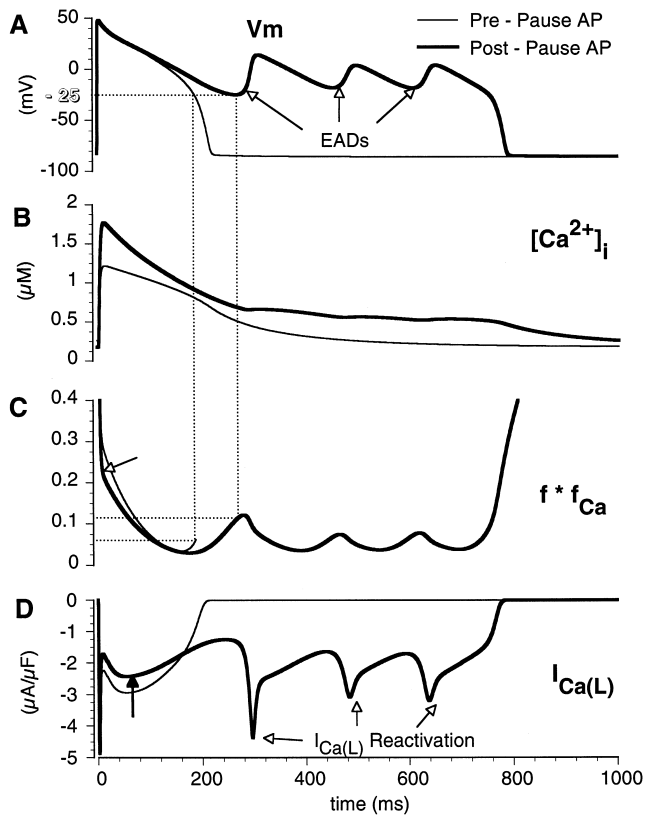 A
Vm
Pre - Pause AP
Post - Pause AP
50
0
- 25
-50
-100
(mV)
EADs
B
2
1.5
1
0.5
0
(µM)
[Ca2+]i
C
0.4
0.3
0.2
0.1
0
f * fCa
D
0
-1
-2
-3
-4
-5
(µA/µF)
ICa(L)
ICa(L) Reactivation
0 200 400 600 800 1000
time (ms)